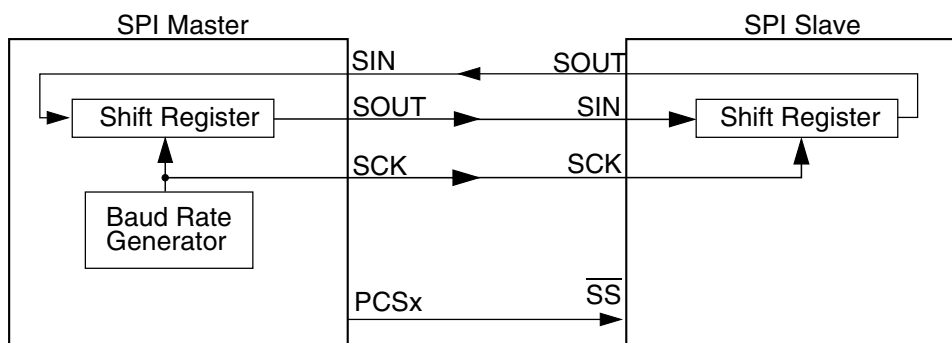 SPI Master
SPI Slave
SIN
SOUT
Shift Register
SOUT
SIN
Shift Register
SCK
SCK
Baud Rate
Generator
PCSx
SS